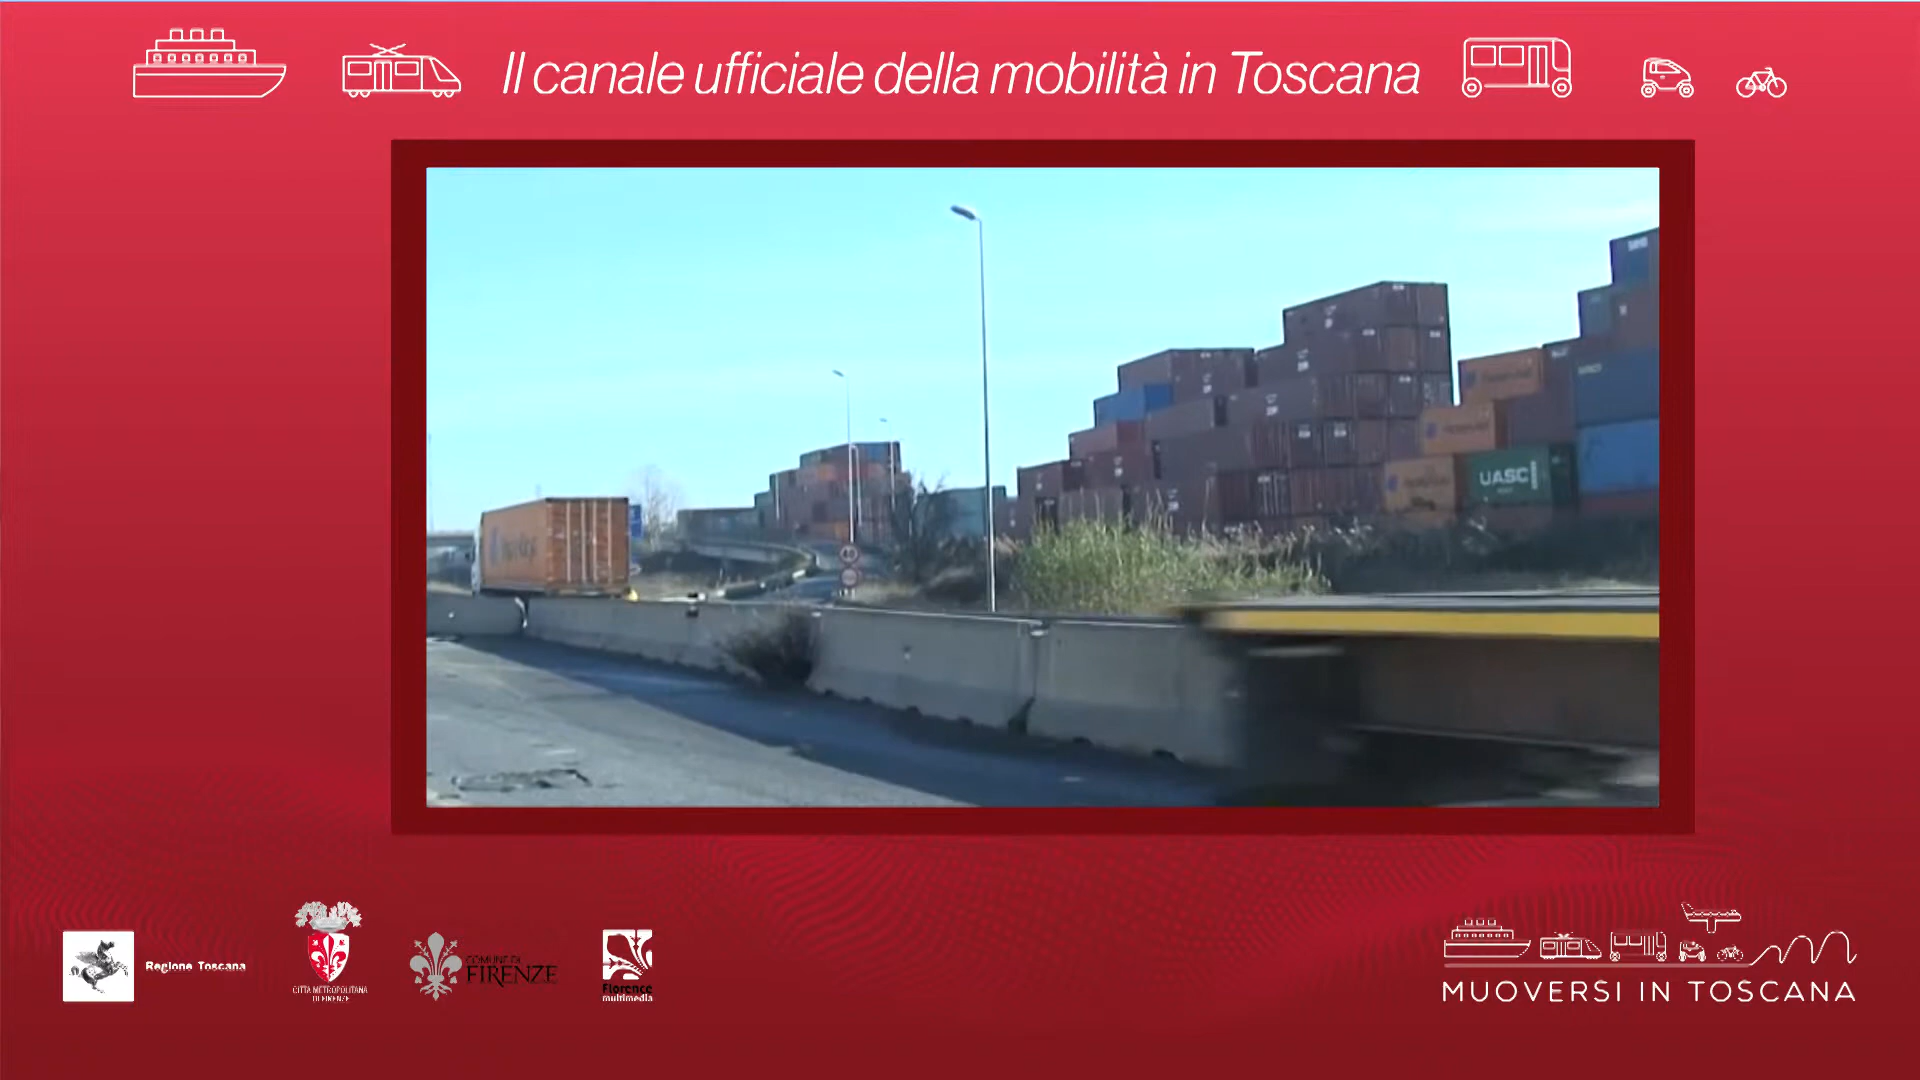 Il canale ufficiale della mobilità in Toscana
UASC
40
Regione Toscana
CITTÀ METROPOLITANA
DI FIRENZE
COMUNE DI
FIRENZE
Florence
multimedia
MUOVERSI IN TOSCANA